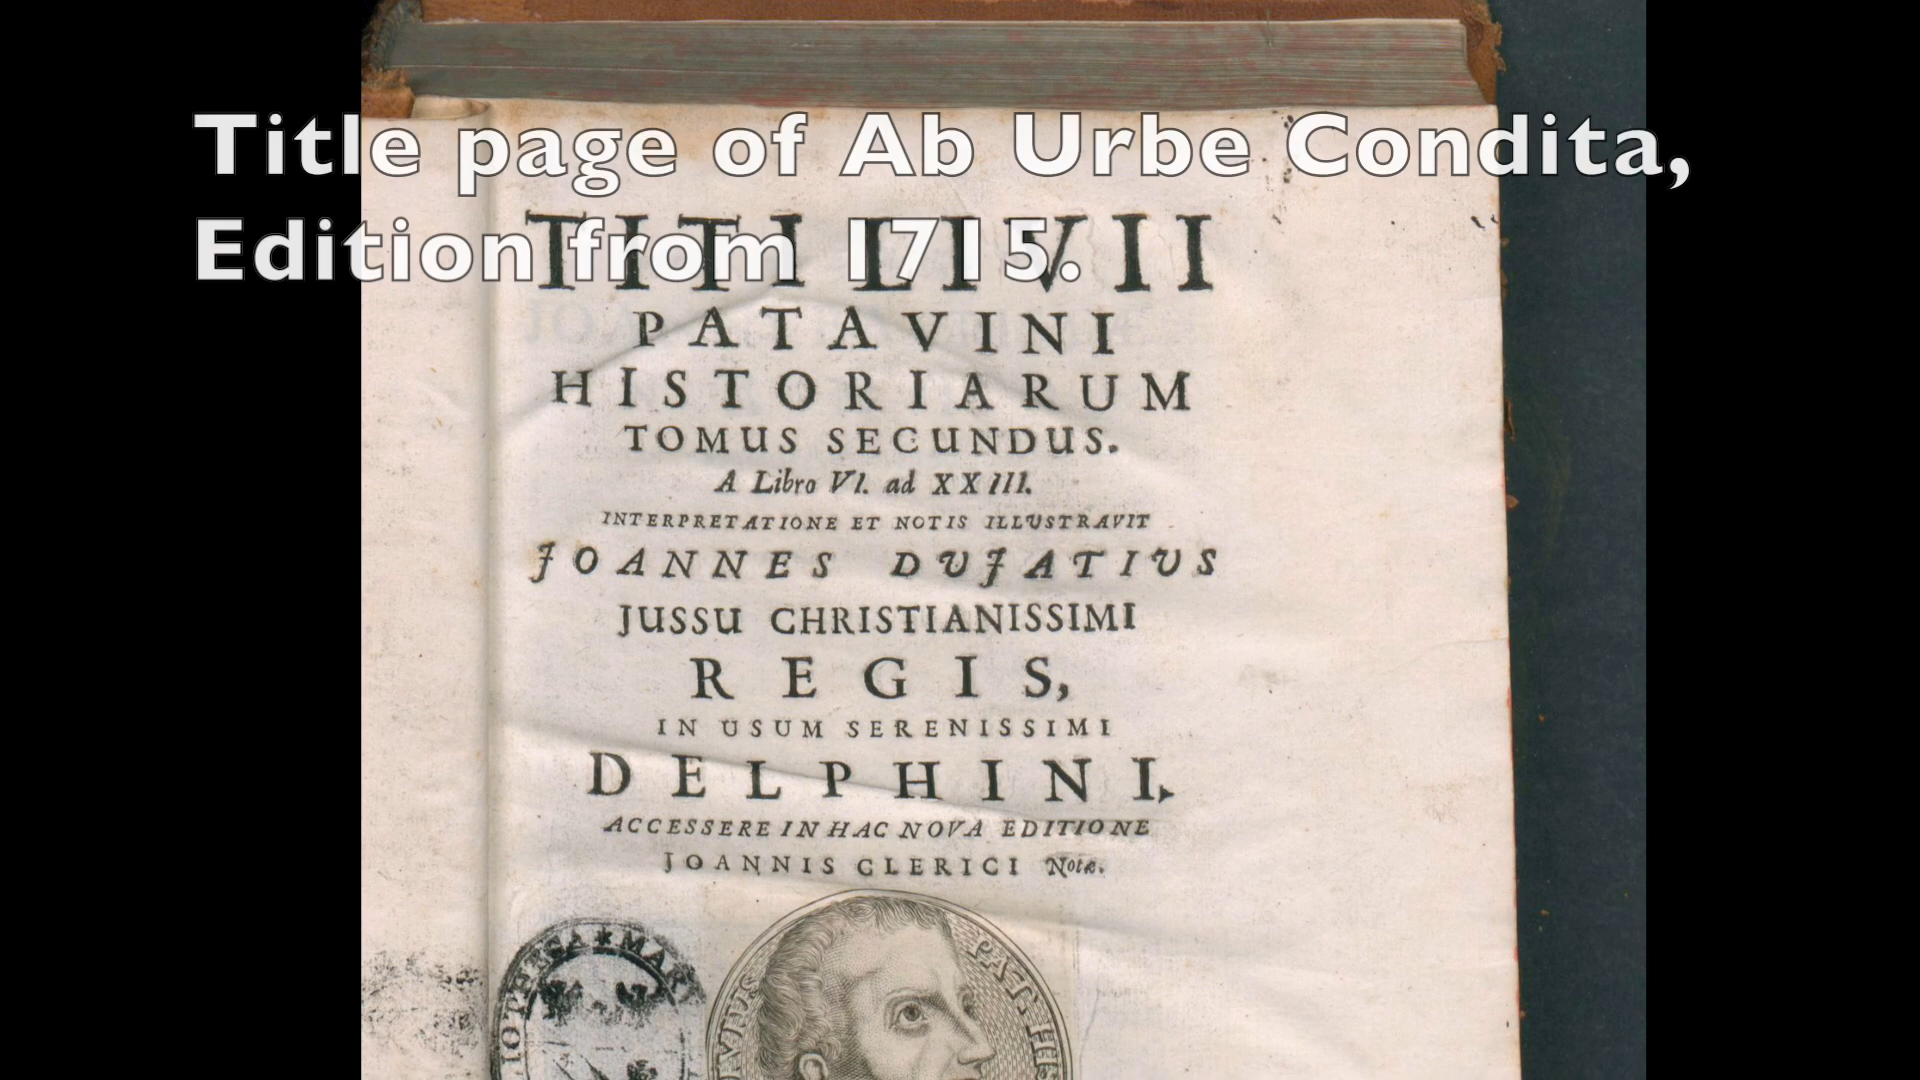 Title page of Ab Urbe Condita,
Edition from 1715.
TITI LIVII
PATAVINI
HISTORIARUM
TOMUS SECUNDUS.
A Libro VI. ad XXIII.
INTERPRETATIONE ET NOTIS ILLUSTRAVIT
JOANNES DUJATIUS
JUSSU CHRISTIANISSIMI
REGIS,
IN USUM SERENISSIMI
DELPHINI,
ACCESSERE IN HAC NOVA EDITIONE
JOANNIS CLERICI Notæ.